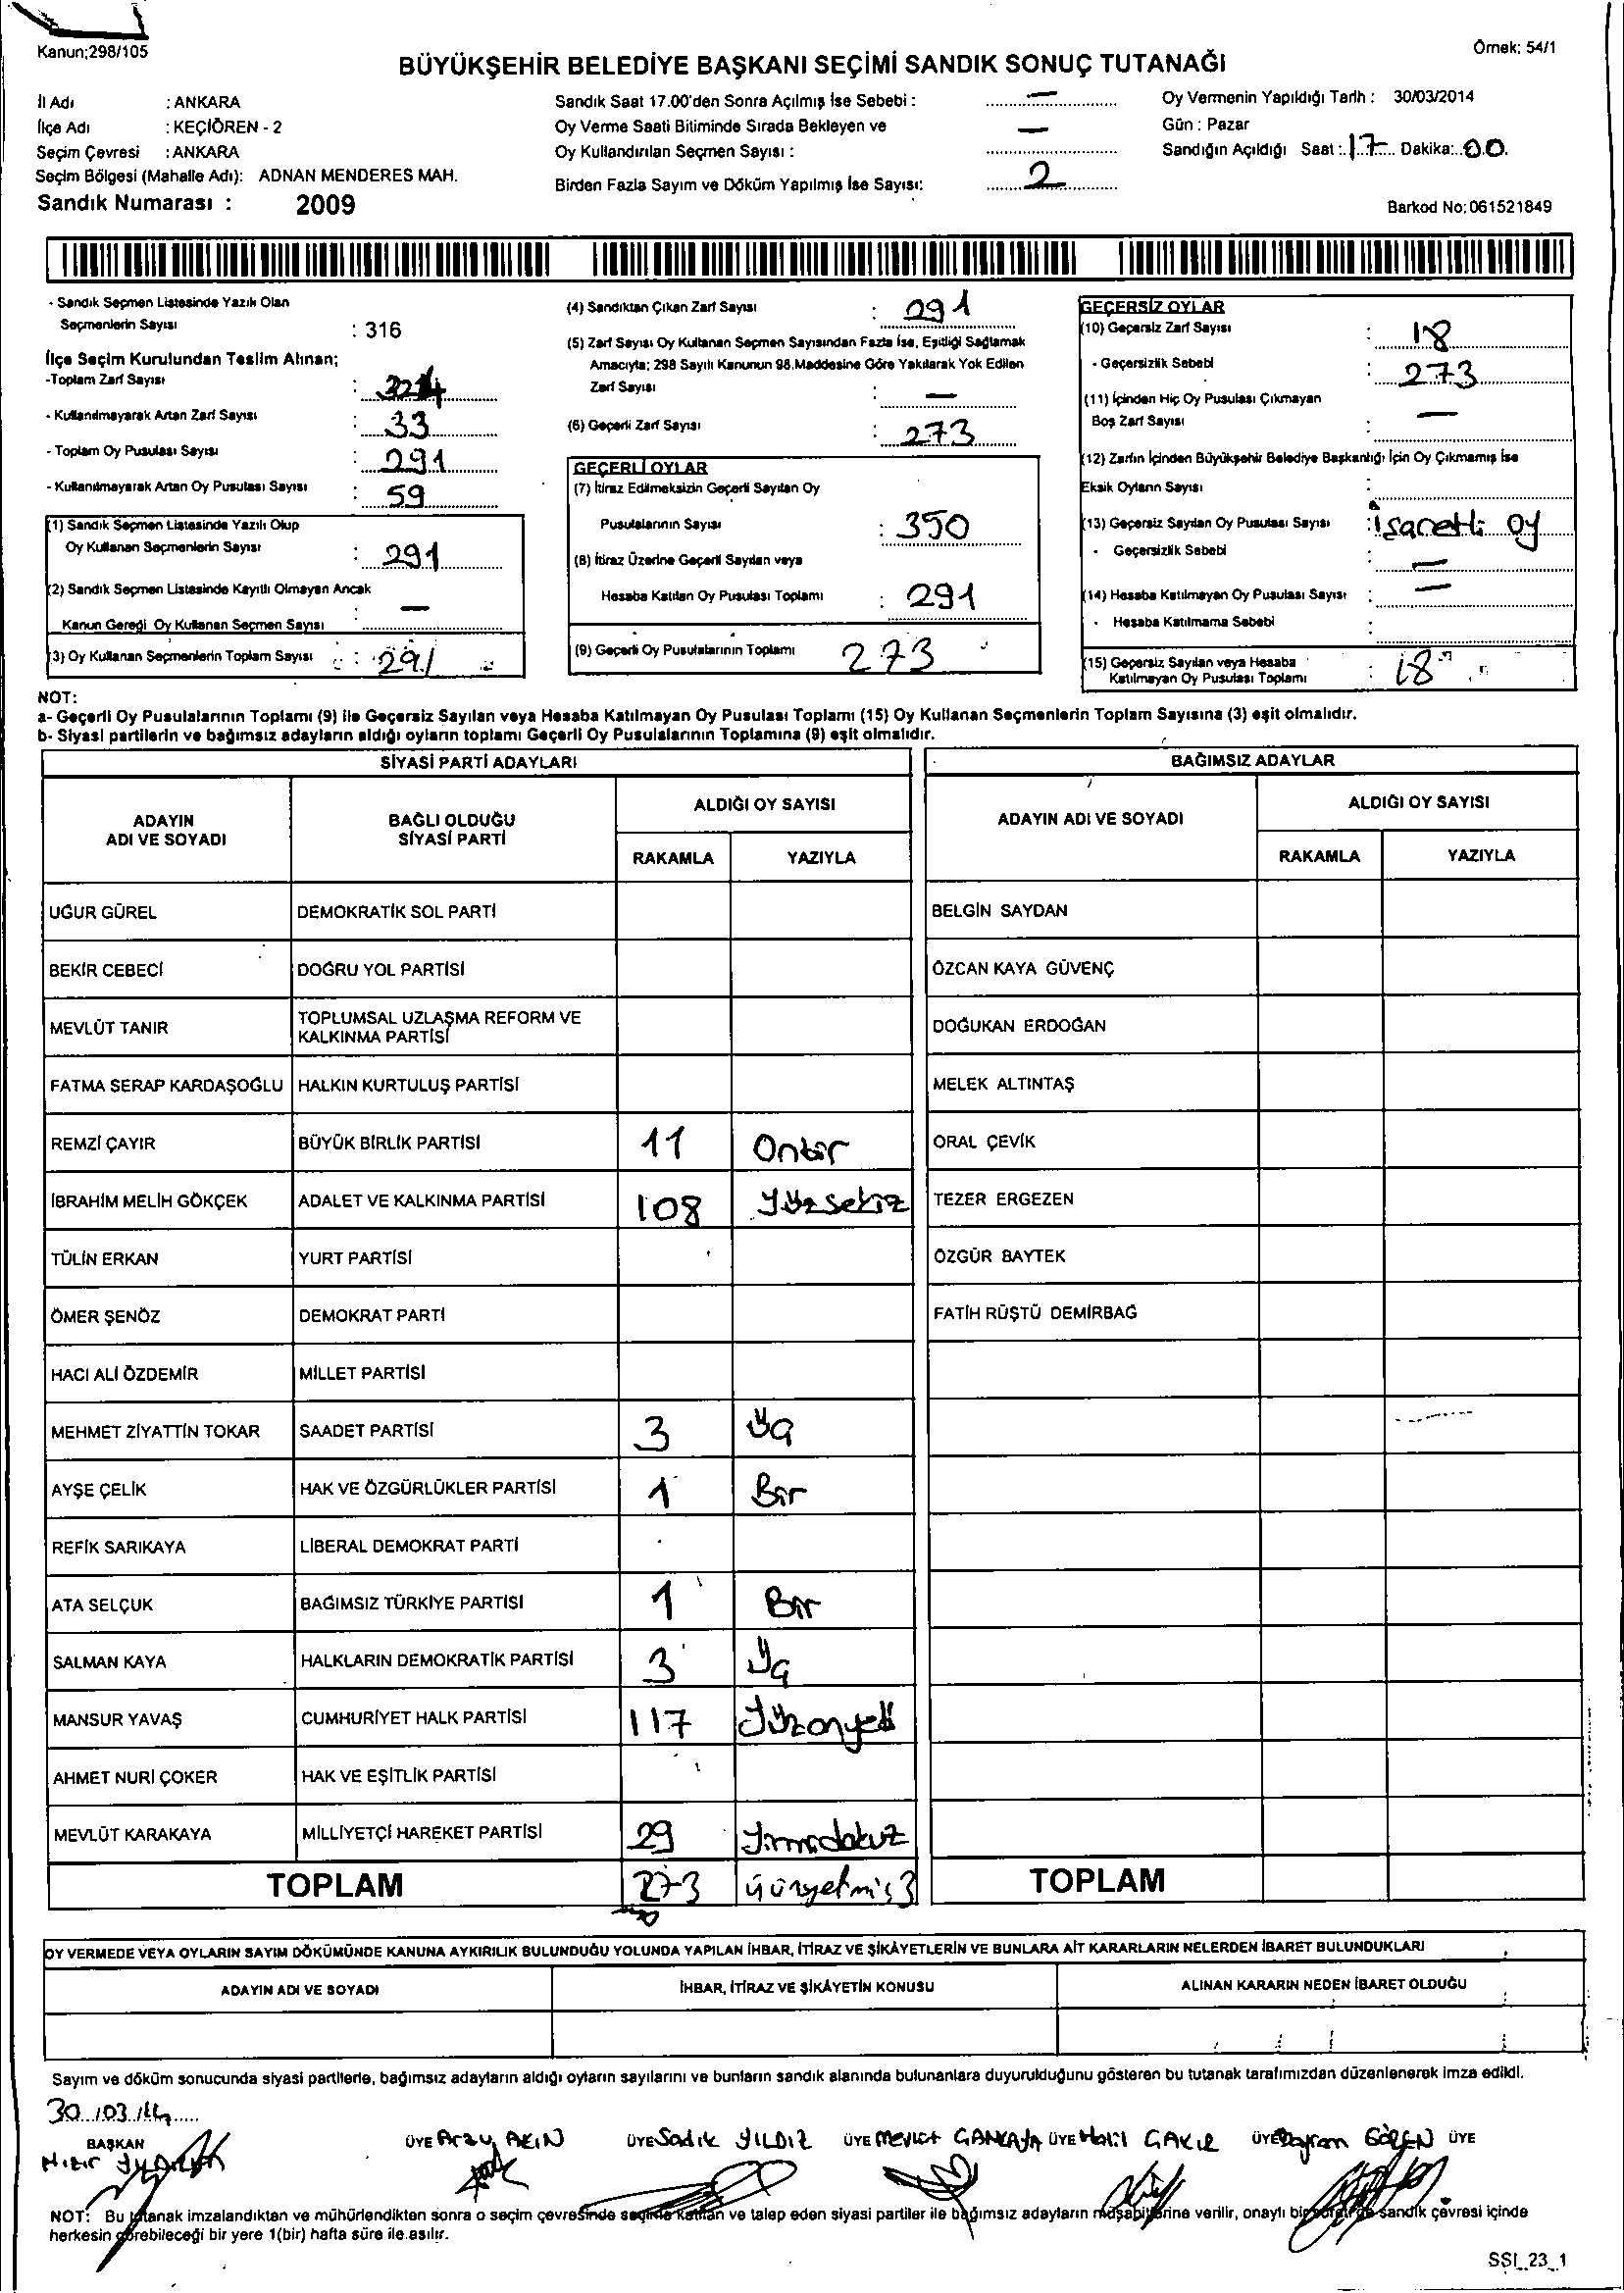 Kanun;298/105
Örnek: 54/1
BÜYÜKŞEHİR BELEDİYE BAŞKANI SEÇİMİ SANDIK SONUÇ TUTANAĞI
İl Adı : ANKARA
İlçe Adı : KEÇİÖREN - 2
Seçim Çevresi : ANKARA
Seçim Bölgesi (Mahalle Adı): ADNAN MENDERES MAH.
Sandık Numarası : 2009
Sandık Saat 17.00'den Sonra Açılmış İse Sebebi : —
Oy Verme Saati Bitiminde Sırada Bekleyen ve
Oy Kullandırılan Seçmen Sayısı : —
Birden Fazla Sayım ve Döküm Yapılmış İse Sayısı: 2
Oy Vermenin Yapıldığı Tarih : 30/03/2014
Gün : Pazar
Sandığın Açıldığı Saat : 17 Dakika: 00
Barkod No: 061521849
- Sandık Seçmen Listesinde Yazılı Olan
Seçmenlerin Sayısı : 316
İlçe Seçim Kurulundan Teslim Alınan;
-Toplam Zarf Sayısı :
- Kullanılmayarak Artan Zarf Sayısı : 33
- Toplam Oy Pusulası Sayısı : 291
- Kullanılmayarak Artan Oy Pusulası Sayısı : 59
(1) Sandık Seçmen Listesinde Yazılı Olup
Oy Kullanan Seçmenlerin Sayısı : 291
(2) Sandık Seçmen Listesinde Kayıtlı Olmayan Ancak
Kanun Gereği Oy Kullanan Seçmen Sayısı : —
(3) Oy Kullanan Seçmenlerin Toplam Sayısı : 291
(4) Sandıktan Çıkan Zarf Sayısı : 291
(5) Zarf Sayısı Oy Kullanan Seçmen Sayısından Fazla İse, Eşitliği Sağlamak
Amacıyla; 298 Sayılı Kanunun 98.Maddesine Göre Yakılarak Yok Edilen
Zarf Sayısı : —
(6) Geçerli Zarf Sayısı : 273
GEÇERLİ OYLAR
(7) İtiraz Edilmeksizin Geçerli Sayılan Oy
Pusulalarının Sayısı : 350
(8) İtiraz Üzerine Geçerli Sayılan veya
Hesaba Katılan Oy Pusulası Toplamı : 291
(9) Geçerli Oy Pusulalarının Toplamı 273
GEÇERSİZ OYLAR
(10) Geçersiz Zarf Sayısı : 18
- Geçersizlik Sebebi : 273
(11) İçinden Hiç Oy Pusulası Çıkmayan
Boş Zarf Sayısı : —
(12) Zarfın İçinden Büyükşehir Belediye Başkanlığı İçin Oy Çıkmamış İse
Eksik Oyların Sayısı :
(13) Geçersiz Sayılan Oy Pusulası Sayısı : işaretli oy
- Geçersizlik Sebebi : —
(14) Hesaba Katılmayan Oy Pusulası Sayısı : —
- Hesaba Katılmama Sebebi :
(15) Geçersiz Sayılan veya Hesaba
Katılmayan Oy Pusulası Toplamı : 18
NOT:
a- Geçerli Oy Pusulalarının Toplamı (9) ile Geçersiz Sayılan veya Hesaba Katılmayan Oy Pusulası Toplamı (15) Oy Kullanan Seçmenlerin Toplam Sayısına (3) eşit olmalıdır.
b- Siyasi partilerin ve bağımsız adayların aldığı oyların toplamı Geçerli Oy Pusulalarının Toplamına (9) eşit olmalıdır.
SİYASİ PARTİ ADAYLARI
ADAYIN ADI VE SOYADI
BAĞLI OLDUĞU SİYASİ PARTİ
ALDIĞI OY SAYISI
RAKAMLA YAZIYLA
BAĞIMSIZ ADAYLAR
ADAYIN ADI VE SOYADI
ALDIĞI OY SAYISI
RAKAMLA YAZIYLA
UĞUR GÜREL DEMOKRATİK SOL PARTİ BELGİN SAYDAN
BEKİR CEBECİ DOĞRU YOL PARTİSİ ÖZCAN KAYA GÜVENÇ
MEVLÜT TANIR TOPLUMSAL UZLAŞMA REFORM VE KALKINMA PARTİSİ DOĞUKAN ERDOĞAN
FATMA SERAP KARDAŞOĞLU HALKIN KURTULUŞ PARTİSİ MELEK ALTINTAŞ
REMZİ ÇAYIR BÜYÜK BİRLİK PARTİSİ 11 Onbir ORAL ÇEVİK
İBRAHİM MELİH GÖKÇEK ADALET VE KALKINMA PARTİSİ 108 Yüzsekiz TEZER ERGEZEN
TÜLİN ERKAN YURT PARTİSİ ÖZGÜR BAYTEK
ÖMER ŞENÖZ DEMOKRAT PARTİ FATİH RÜŞTÜ DEMİRBAĞ
HACI ALİ ÖZDEMİR MİLLET PARTİSİ
MEHMET ZİYATTİN TOKAR SAADET PARTİSİ 3 Üç
AYŞE ÇELİK HAK VE ÖZGÜRLÜKLER PARTİSİ 1 Bir
REFİK SARIKAYA LİBERAL DEMOKRAT PARTİ
ATA SELÇUK BAĞIMSIZ TÜRKİYE PARTİSİ 1 Bir
SALMAN KAYA HALKLARIN DEMOKRATİK PARTİSİ 3 Üç
MANSUR YAVAŞ CUMHURİYET HALK PARTİSİ 117 Yüzonyedi
AHMET NURİ ÇOKER HAK VE EŞİTLİK PARTİSİ
MEVLÜT KARAKAYA MİLLİYETÇİ HAREKET PARTİSİ 29 Yirmidokuz
TOPLAM 273 TOPLAM
OY VERMEDE VEYA OYLARIN SAYIM DÖKÜMÜNDE KANUNA AYKIRILIK BULUNDUĞU YOLUNDA YAPILAN İHBAR, İTİRAZ VE ŞİKÂYETLERİN VE BUNLARA AİT KARARLARIN NELERDEN İBARET BULUNDUKLARI
ADAYIN ADI VE SOYADI İHBAR, İTİRAZ VE ŞİKÂYETİN KONUSU ALINAN KARARIN NEDEN İBARET OLDUĞU
Sayım ve döküm sonucunda siyasi partilerle, bağımsız adayların aldığı oyların sayılarını ve bunların sandık alanında bulunanlara duyurulduğunu gösteren bu tutanak tarafımızdan düzenlenerek imza edildi.
30/03/14
BAŞKAN ÜYE Arzu AKIN ÜYE Sadık YILDIZ ÜYE Mevlüt ÇANKAYA ÜYE Halil ÇAKIR ÜYE Bayram GÖREN ÜYE
Hızır
NOT: Bu tutanak imzalandıktan ve mühürlendikten sonra o seçim çevresinde seçime katılan ve talep eden siyasi partiler ile bağımsız adayların müşahitlerine verilir, onaylı bir sureti de sandık çevresi içinde
herkesin görebileceği bir yere 1(bir) hafta süre ile asılır.
SSI_23_1